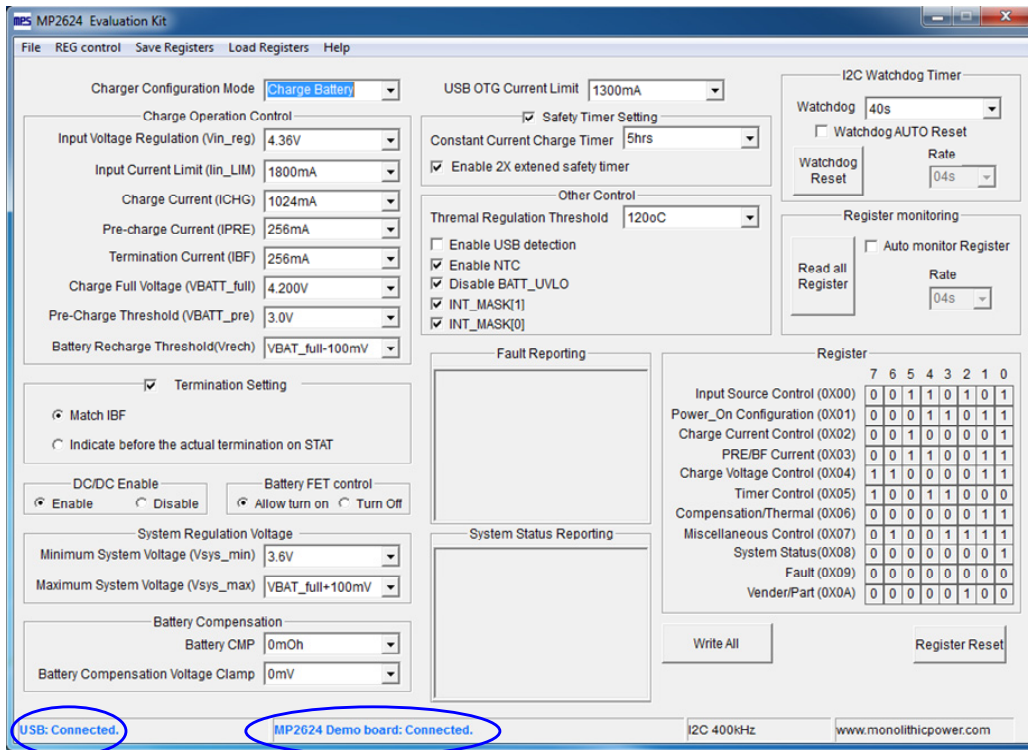 mps MP2624 Evaluation Kit
File REG control Save Registers Load Registers Help
Charger Configuration Mode Charge Battery
Charge Operation Control
Input Voltage Regulation (Vin_reg) 4.36V
Input Current Limit (Iin_LIM) 1800mA
Charge Current (ICHG) 1024mA
Pre-charge Current (IPRE) 256mA
Termination Current (IBF) 256mA
Charge Full Voltage (VBATT_full) 4.200V
Pre-Charge Threshold (VBATT_pre) 3.0V
Battery Recharge Threshold(Vrech) VBAT_full-100mV
Termination Setting
Match IBF
Indicate before the actual termination on STAT
DC/DC Enable
Enable Disable
Battery FET control
Allow turn on Turn Off
System Regulation Voltage
Minimum System Voltage (Vsys_min) 3.6V
Maximum System Voltage (Vsys_max) VBAT_full+100mV
Battery Compensation
Battery CMP 0mOh
Battery Compensation Voltage Clamp 0mV
USB OTG Current Limit 1300mA
Safety Timer Setting
Constant Current Charge Timer 5hrs
Enable 2X extened safety timer
Other Control
Thremal Regulation Threshold 120oC
Enable USB detection
Enable NTC
Disable BATT_UVLO
INT_MASK[1]
INT_MASK[0]
Fault Reporting
System Status Reporting
I2C Watchdog Timer
Watchdog 40s
Watchdog AUTO Reset
Watchdog
Reset
Rate
04s
Register monitoring
Auto monitor Register
Read all
Register
Rate
04s
Register
7 6 5 4 3 2 1 0
Input Source Control (0X00) 0 0 1 1 0 1 0 1
Power_On Configuration (0X01) 0 0 0 1 1 0 1 1
Charge Current Control (0X02) 0 0 1 0 0 0 0 1
PRE/BF Current (0X03) 0 0 1 1 0 0 1 1
Charge Voltage Control (0X04) 1 1 0 0 0 0 1 1
Timer Control (0X05) 1 0 0 1 1 0 0 0
Compensation/Thermal (0X06) 0 0 0 0 0 0 1 1
Miscellaneous Control (0X07) 0 1 0 0 1 1 1 1
System Status(0X08) 0 0 0 0 0 0 0 1
Fault (0X09) 0 0 0 0 0 0 0 0
Vender/Part (0X0A) 0 0 0 0 0 1 0 0
Write All
Register Reset
USB: Connected. MP2624 Demo board: Connected. I2C 400kHz www.monolithicpower.com